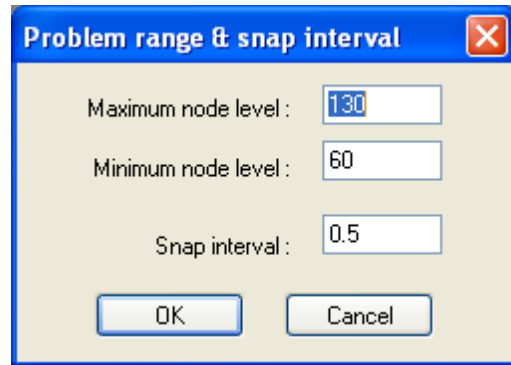 Problem range & snap interval
Maximum node level : 130
Minimum node level : 60
Snap interval : 0.5
OK Cancel